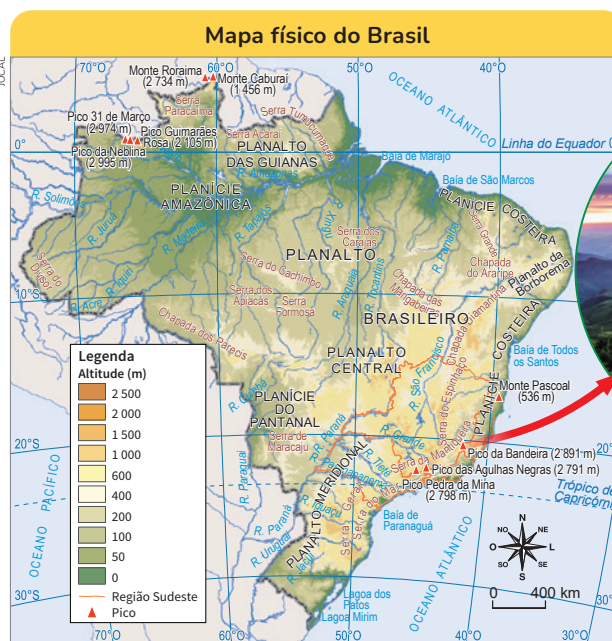 Mapa físico do Brasil
70°O
60°O
50°O
40°O
Monte Roraima
(2 734 m)
Monte Caburaí
(1 456 m)
OCEANO ATLÂNTICO
Serra
Paracaima
Serra Tumucumaque
Pico 31 de Março
(2 974 m)
Pico Guimarães
Rosa (2 105 m)
Pico da Neblina
(2 995 m)
Serra Acaraí
PLANALTO
DAS GUIANAS
Linha do Equador
0°
Baía de Marajó
Baía de São Marcos
R. Amazonas
R. Solimões
PLANÍCIE
AMAZÔNICA
PLANÍCIE COSTEIRA
R. Juruá
R. Madeira
R. Tapajós
R. Xingu
Serra dos
Carajás
R. Parnaíba
Serra Grande
Chapada
do Araripe
Planalto da
Borborema
PLANALTO
Serra do
Divisor
R. Iquiri
R. Acre
Serra do Cachimbo
R. Araguaia
R. Tocantins
Chapada das
Mangabeiras
10°S
10°S
Serra dos
Apiacas
Serra
Formosa
BRASILEIRO
Chapada Diamantina
PLANÍCIE COSTEIRA
Chapada dos Parecis
PLANALTO
CENTRAL
R. São Francisco
Baía de Todos
os Santos
Serra do Espinhaço
Monte Pascoal
(536 m)
R. Cuiabá
PLANÍCIE
DO
PANTANAL
Serra de
Maracaju
R. Paraná
R. Grande
R. Tietê
R. Paranapanema
Serra da Mantiqueira
Pico da Bandeira (2 891 m)
Pico das Agulhas Negras (2 791 m)
Pico Pedra da Mina
(2 798 m)
20°S
20°S
Trópico de
Capricórni
R. Paraguai
PLANALTO MERIDIONAL
R. Iguaçu
Serra Geral
Serra do Mar
Baía de
Paranaguá
R. Paraná
R. Uruguai
R. Jacuí
Lagoa dos
Patos
Lagoa Mirim
OCEANO PACÍFICO
OCEANO ATLÂNTICO
Legenda
Altitude (m)
2 500
2 000
1 500
1 000
600
400
200
100
50
0
Região Sudeste
Pico
N
NO
NE
O
L
SO
SE
S
0 400 km
30°S
30°S
70°O
60°O
50°O
40°O
30°